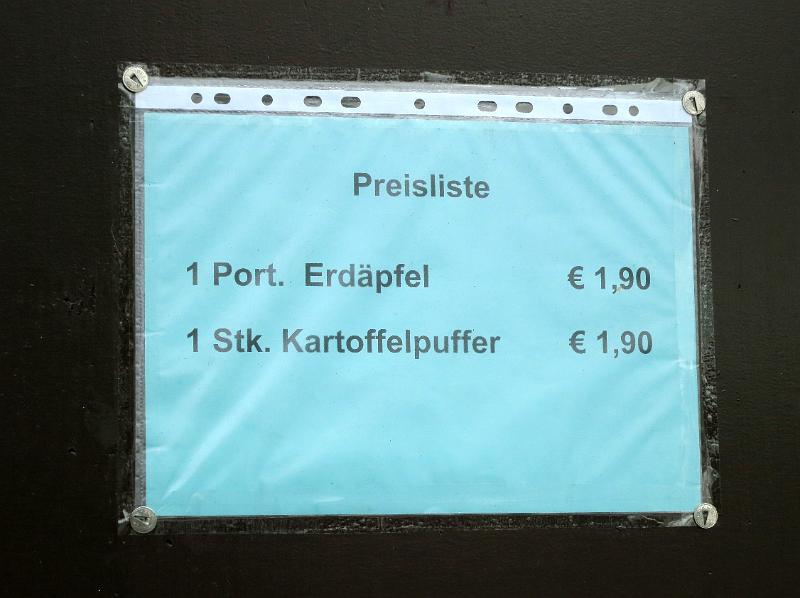 Preisliste
1 Port. Erdäpfel € 1,90
1 Stk. Kartoffelpuffer € 1,90